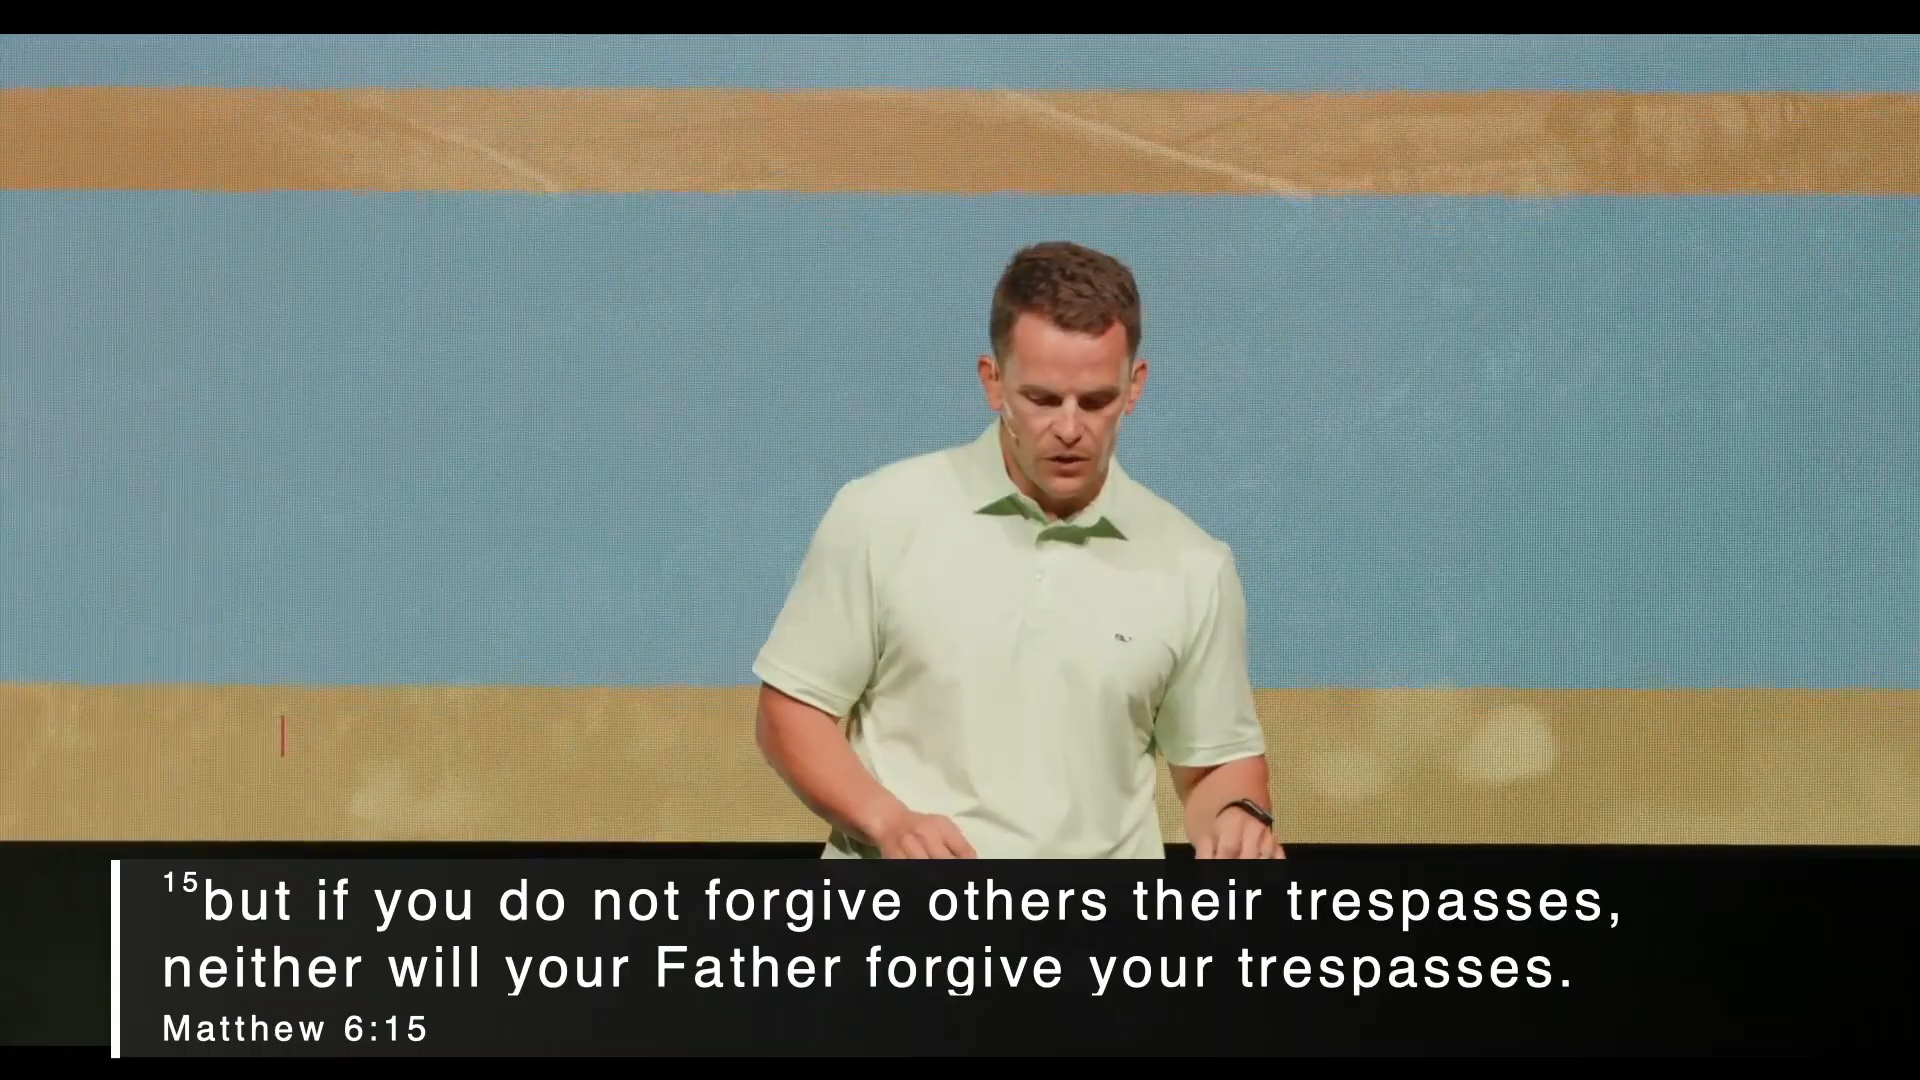 15but if you do not forgive others their trespasses,
neither will your Father forgive your trespasses.
Matthew 6:15